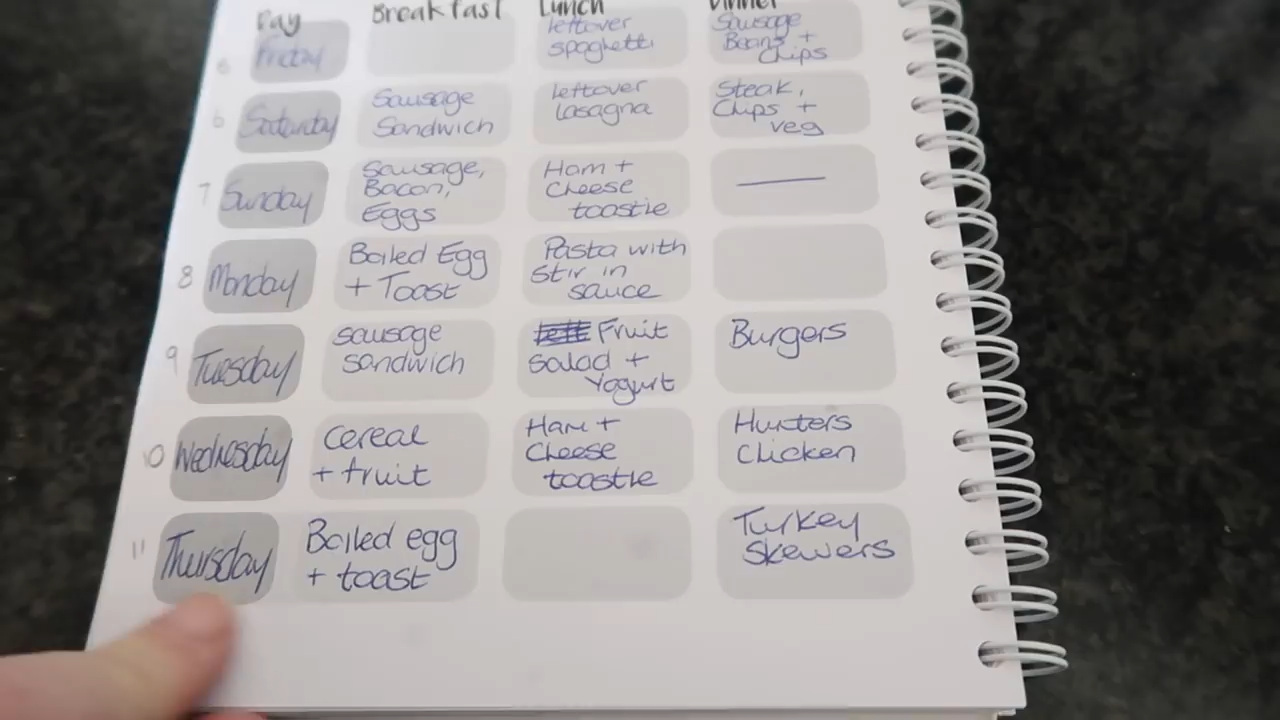 Day Breakfast Lunch Dinner
6 Friday leftover spaghetti Sausage Beans + Chips
6 Saturday Sausage Sandwich leftover lasagna Steak, Chips + veg
7 Sunday Sausage, Bacon, Eggs Ham + Cheese toastie
8 Monday Boiled Egg + Toast Pasta with Stir in sauce
9 Tuesday sausage sandwich Fruit salad + Yogurt Burgers
10 Wednesday Cereal + fruit Ham + Cheese toastie Hunters Chicken
11 Thursday Boiled egg + toast Turkey Skewers